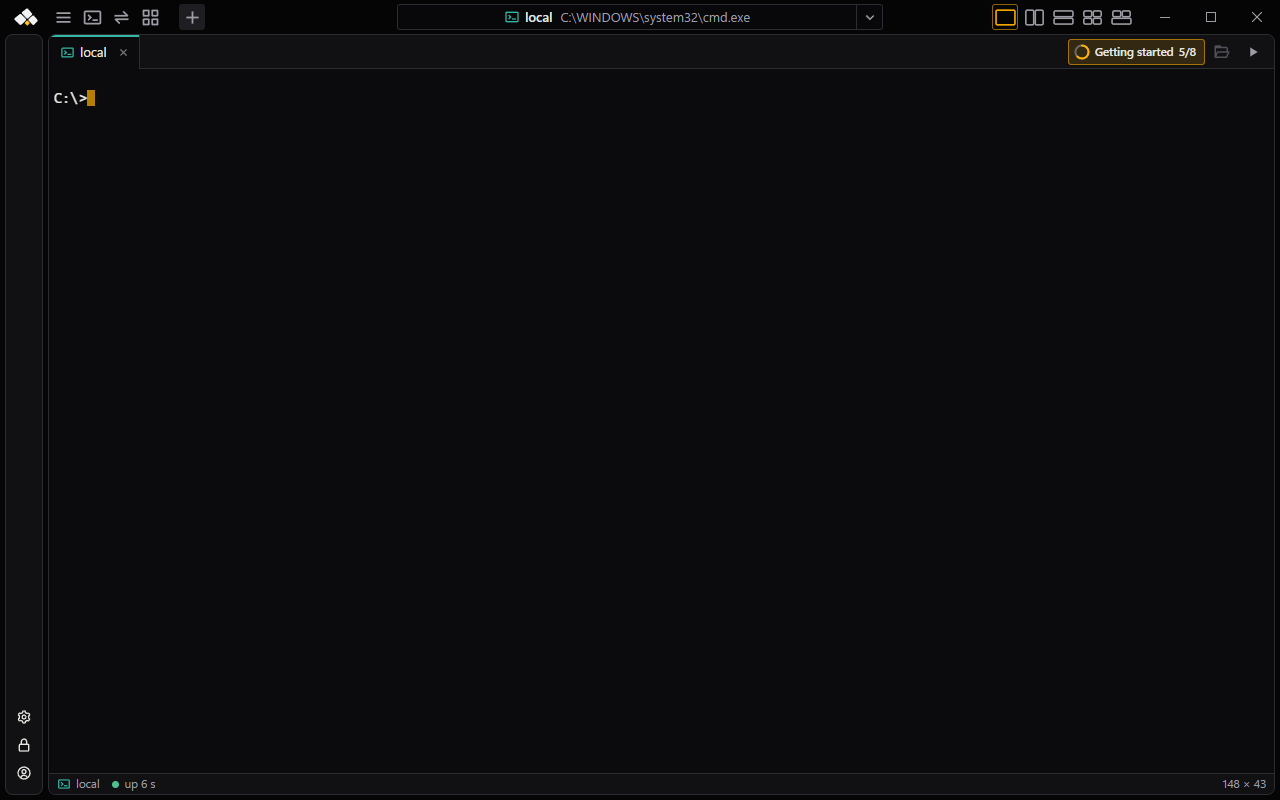 local C:\WINDOWS\system32\cmd.exe
local
Getting started 5/8
C:\>
local up 6 s
148 × 43